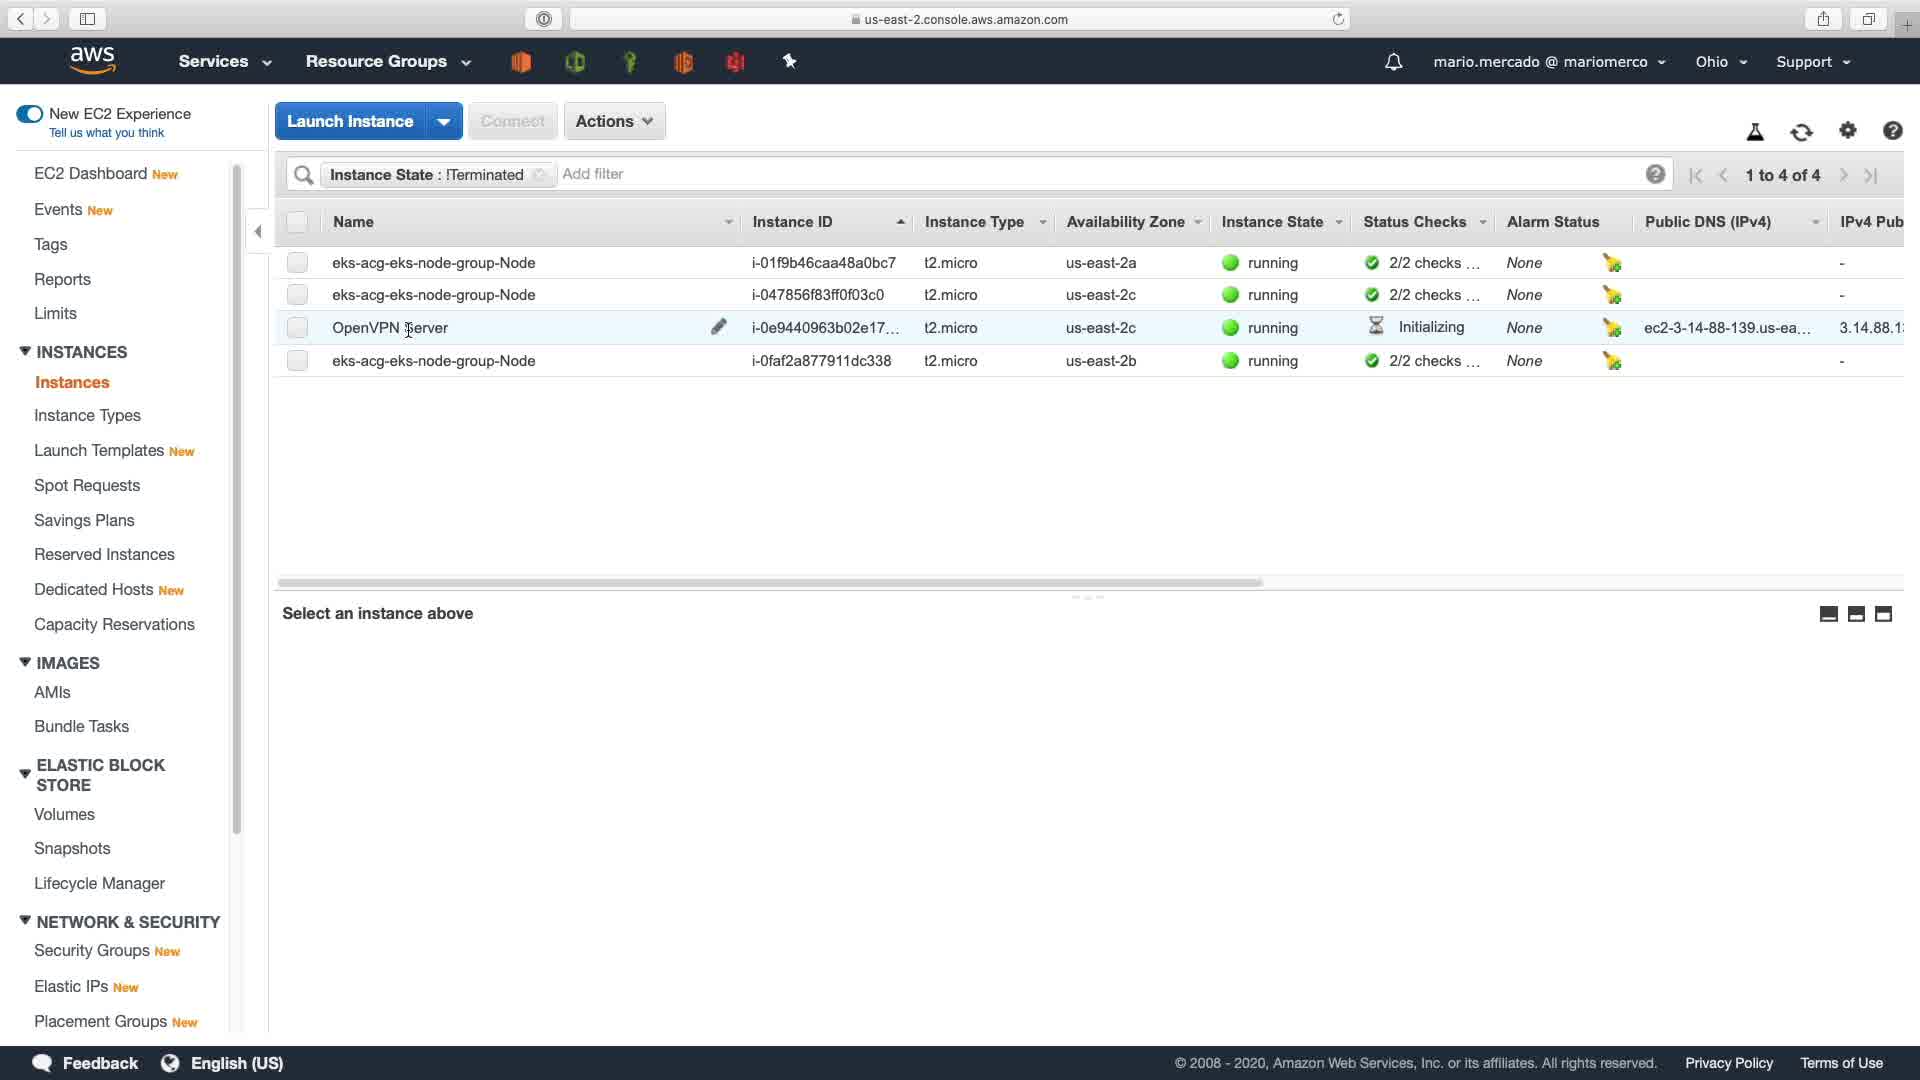 us-east-2.console.aws.amazon.com
aws
Services
Resource Groups
mario.mercado @ mariomerco
Ohio
Support
New EC2 Experience
Tell us what you think
EC2 Dashboard New
Events New
Tags
Reports
Limits
INSTANCES
Instances
Instance Types
Launch Templates New
Spot Requests
Savings Plans
Reserved Instances
Dedicated Hosts New
Capacity Reservations
IMAGES
AMIs
Bundle Tasks
ELASTIC BLOCK
STORE
Volumes
Snapshots
Lifecycle Manager
NETWORK & SECURITY
Security Groups New
Elastic IPs New
Placement Groups New
Launch Instance
Connect
Actions
Instance State : !Terminated
Add filter
1 to 4 of 4
Name Instance ID Instance Type Availability Zone Instance State Status Checks Alarm Status Public DNS (IPv4) IPv4 Pub
eks-acg-eks-node-group-Node i-01f9b46caa48a0bc7 t2.micro us-east-2a running 2/2 checks ... None -
eks-acg-eks-node-group-Node i-047856f83ff0f03c0 t2.micro us-east-2c running 2/2 checks ... None -
OpenVPN Server i-0e9440963b02e17... t2.micro us-east-2c running Initializing None ec2-3-14-88-139.us-ea... 3.14.88.1
eks-acg-eks-node-group-Node i-0faf2a877911dc338 t2.micro us-east-2b running 2/2 checks ... None -
Select an instance above
Feedback
English (US)
© 2008 - 2020, Amazon Web Services, Inc. or its affiliates. All rights reserved.
Privacy Policy
Terms of Use